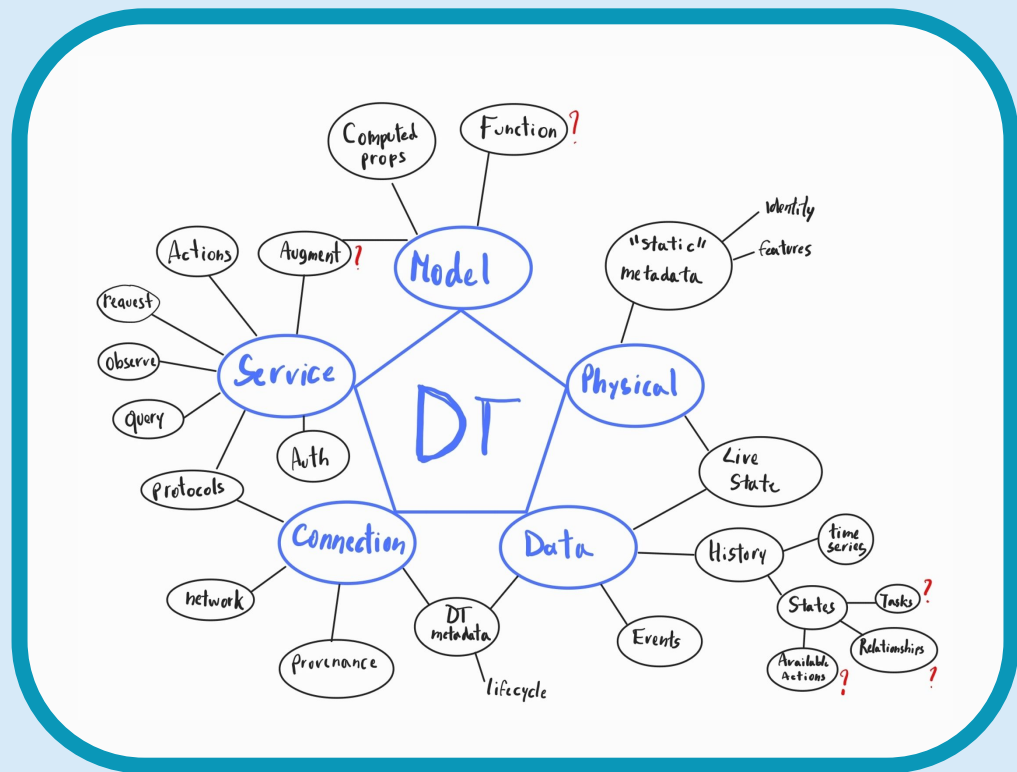 Computed
props
Function?
Identity
features
"static"
metadata
Actions
Augment?
Model
request
Observe
Service
Physical
query
DT
Auth
Live
State
protocols
Connection
Data
History
time
series
network
DT
metadata
States
Tasks?
Events
Relationships?
Provenance
Available
Actions?
lifecycle